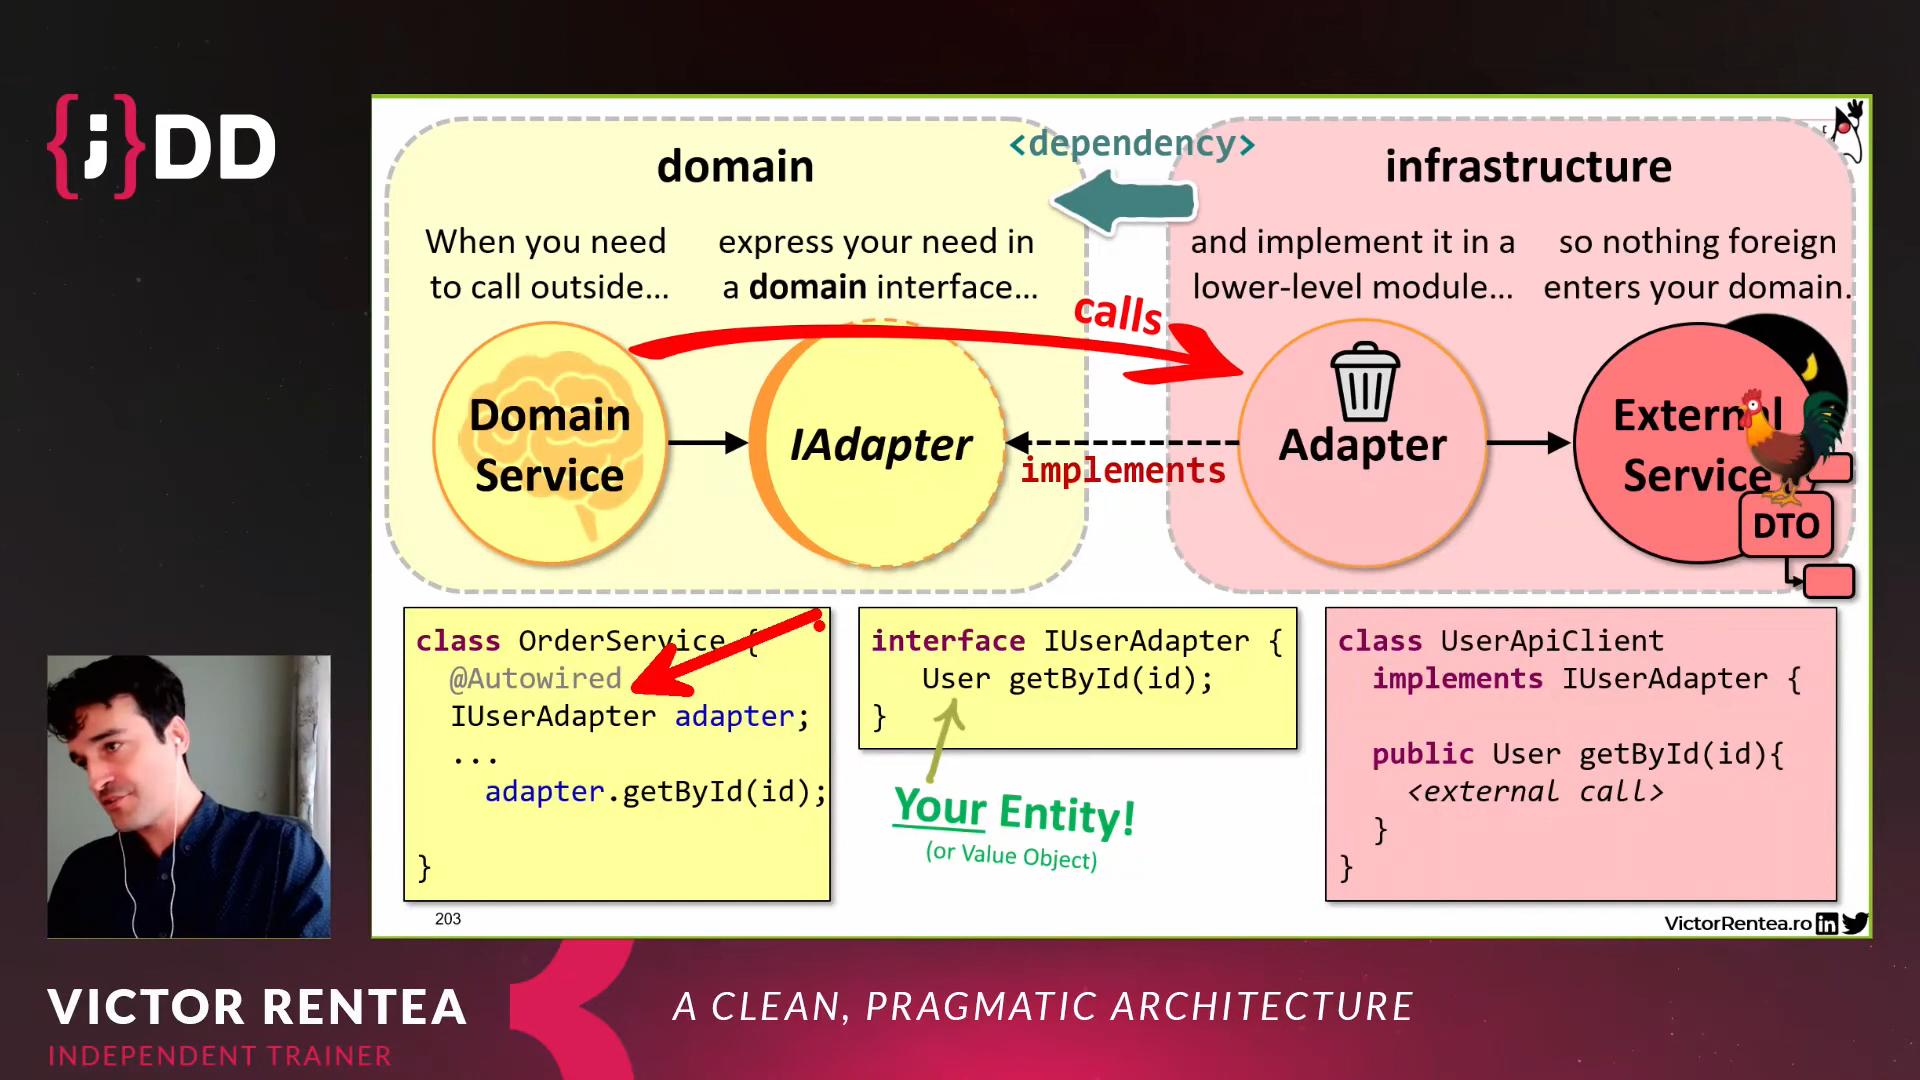 {;}DD
domain
<dependency>
infrastructure
When you need
to call outside...
express your need in
a domain interface...
and implement it in a
lower-level module...
so nothing foreign
enters your domain.
calls
Domain
Service
IAdapter
implements
Adapter
External
Service
DTO
class OrderService {
@Autowired
IUserAdapter adapter;
...
adapter.getById(id);
}
interface IUserAdapter {
User getById(id);
}
Your Entity!
(or Value Object)
class UserApiClient
implements IUserAdapter {
public User getById(id){
<external call>
}
}
203
VictorRentea.ro
VICTOR RENTEA
INDEPENDENT TRAINER
A CLEAN, PRAGMATIC ARCHITECTURE